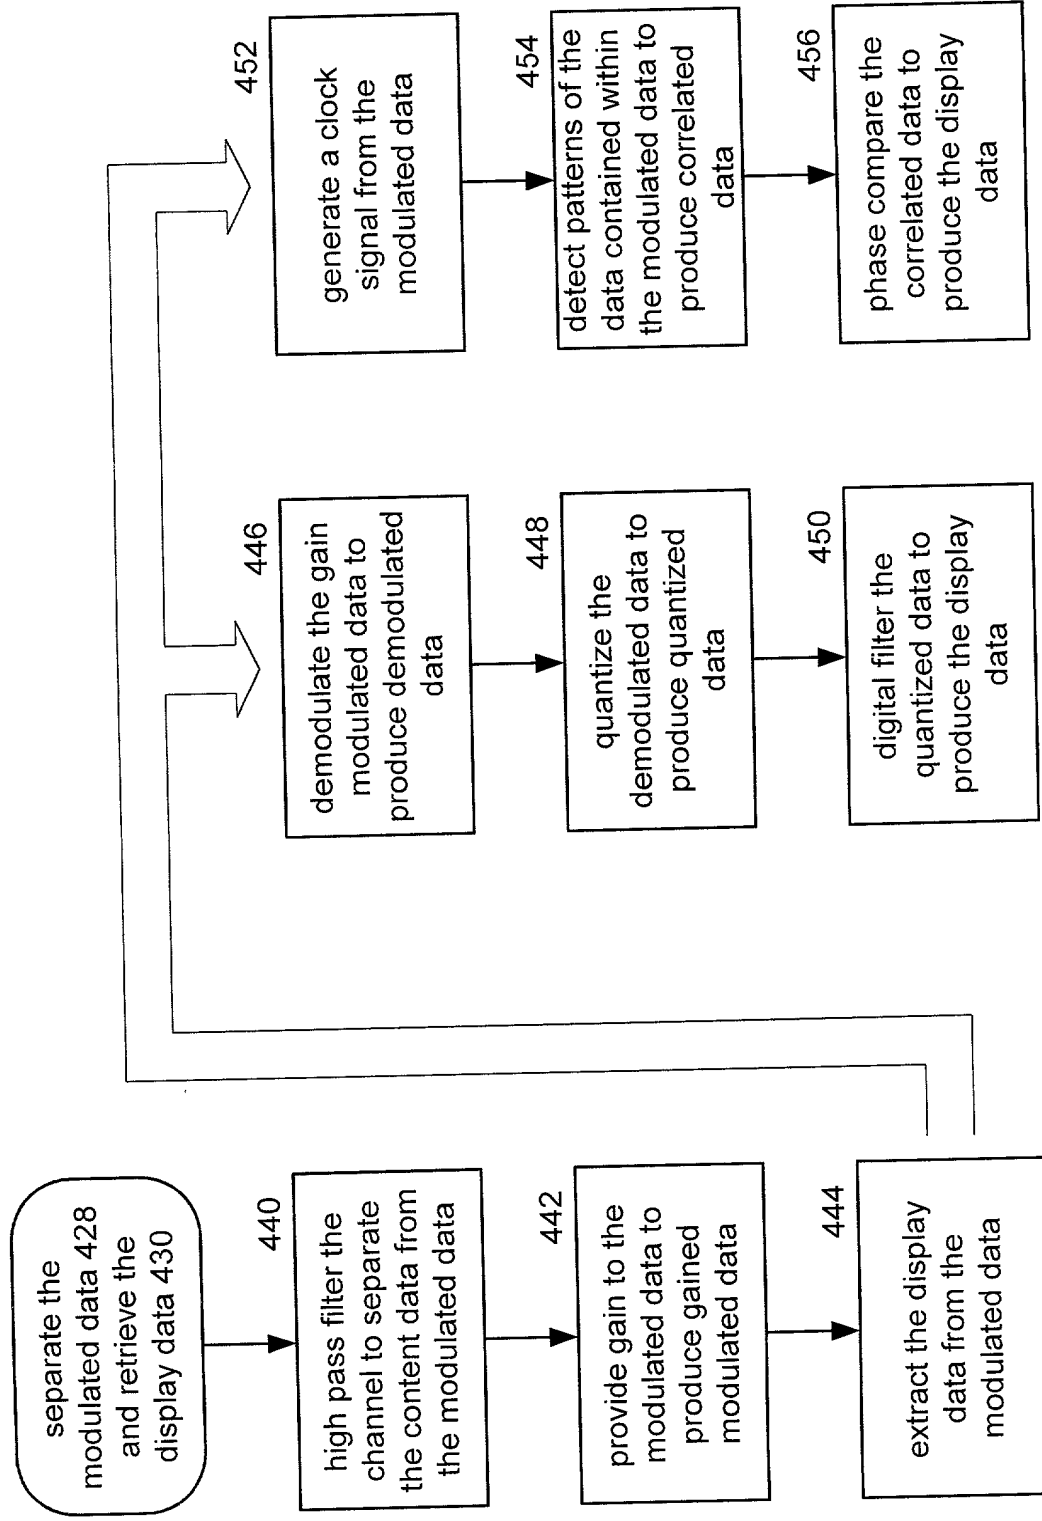 separate the
modulated data 428
and retrieve the
display data 430
440
high pass filter the
channel to separate
the content data from
the modulated data
442
provide gain to the
modulated data to
produce gained
modulated data
444
extract the display
data from the
modulated data
446
demodulate the gain
modulated data to
produce demodulated
data
448
quantize the
demodulated data to
produce quantized
data
450
digital filter the
quantized data to
produce the display
data
452
generate a clock
signal from the
modulated data
454
detect patterns of the
data contained within
the modulated data to
produce correlated
data
456
phase compare the
correlated data to
produce the display
data